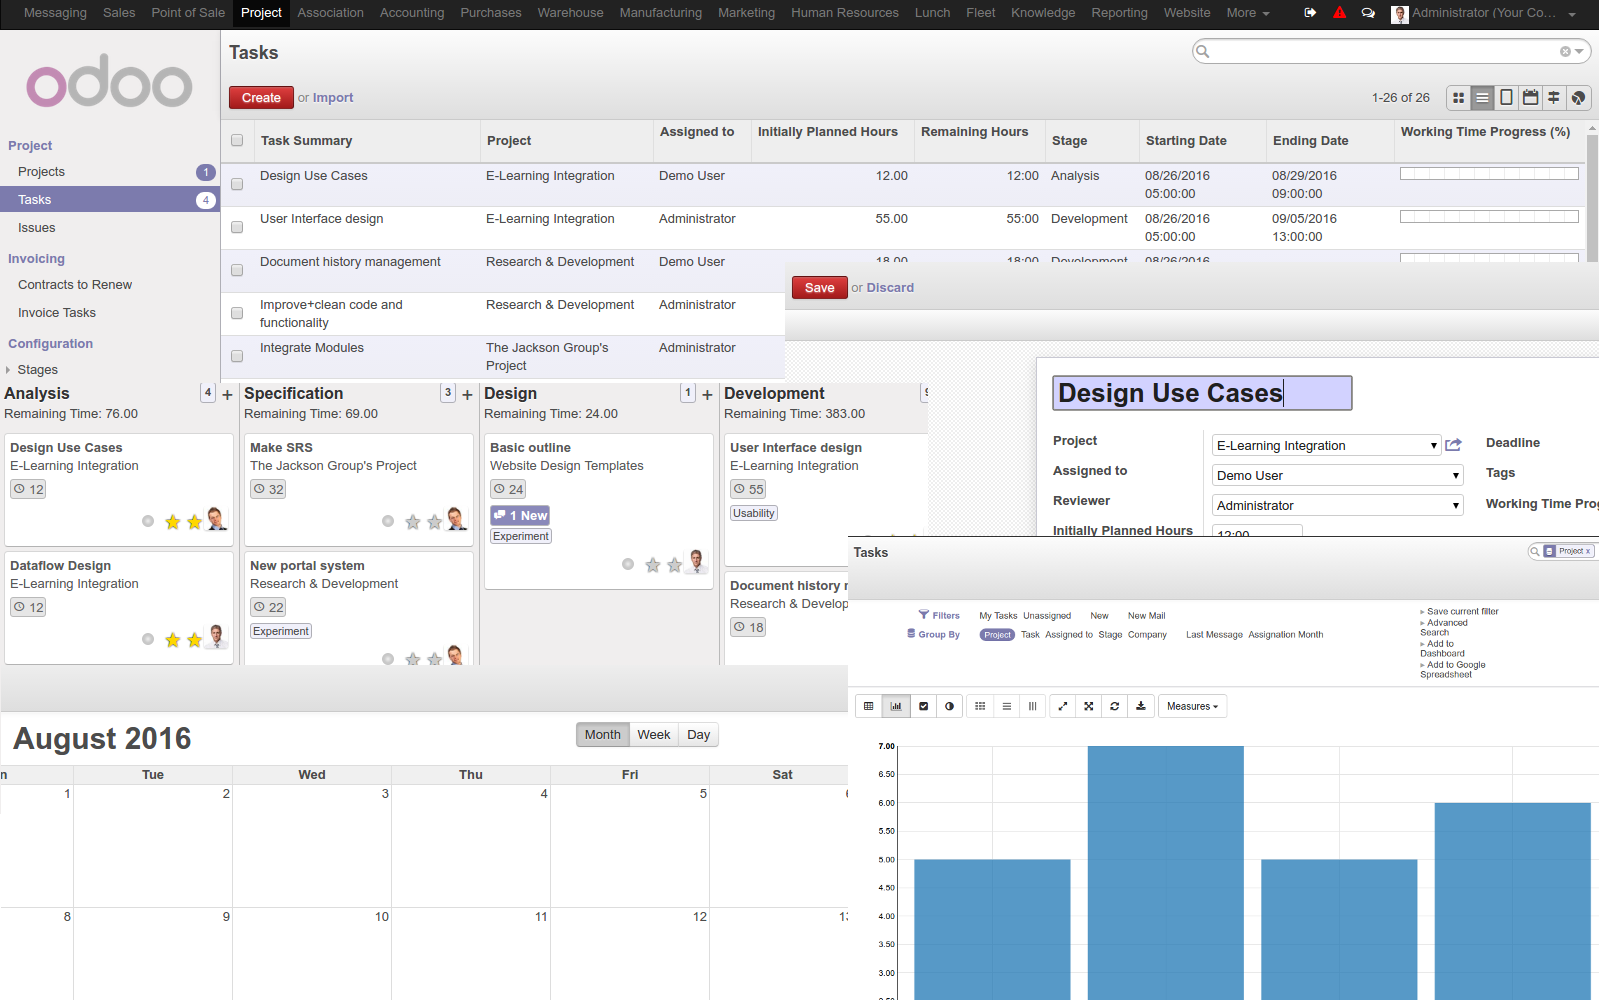 Messaging Sales Point of Sale Project Association Accounting Purchases Warehouse Manufacturing Marketing Human Resources Lunch Fleet Knowledge Reporting Website More Administrator (Your Co...
odoo
Project
Projects 1
Tasks 4
Issues
Invoicing
Contracts to Renew
Invoice Tasks
Configuration
Stages
Tasks
Create or Import
1-26 of 26
Task Summary Project Assigned to Initially Planned Hours Remaining Hours Stage Starting Date Ending Date Working Time Progress (%)
Design Use Cases E-Learning Integration Demo User 12.00 12:00 Analysis 08/26/2016 08/29/2016
05:00:00 09:00:00
User Interface design E-Learning Integration Administrator 55.00 55:00 Development 08/26/2016 09/05/2016
05:00:00 13:00:00
Document history management Research & Development Demo User 18.00 18:00 Development 08/26/2016
Improve+clean code and Research & Development Administrator
functionality
Integrate Modules The Jackson Group's Administrator
Project
Save or Discard
Design Use Cases
Project E-Learning Integration Deadline
Assigned to Demo User Tags
Reviewer Administrator Working Time Prog
Initially Planned Hours 12:00
Analysis 4 +
Remaining Time: 76.00
Design Use Cases
E-Learning Integration
12
Dataflow Design
E-Learning Integration
12
Specification 3 +
Remaining Time: 69.00
Make SRS
The Jackson Group's Project
32
New portal system
Research & Development
22
Experiment
Design 1 +
Remaining Time: 24.00
Basic outline
Website Design Templates
24
1 New
Experiment
Development
Remaining Time: 383.00
User Interface design
E-Learning Integration
55
Usability
Document history
Research & Develop
18
August 2016
Month Week Day
n Tue Wed Thu Fri Sat
1 2 3 4 5
8 9 10 11 12
Tasks
Project x
Filters My Tasks Unassigned New New Mail
Group By Project Task Assigned to Stage Company Last Message Assignation Month
Save current filter
Advanced
Search
Add to
Dashboard
Add to Google
Spreadsheet
Measures
7.00
6.50
6.00
5.50
5.00
4.50
4.00
3.50
3.00